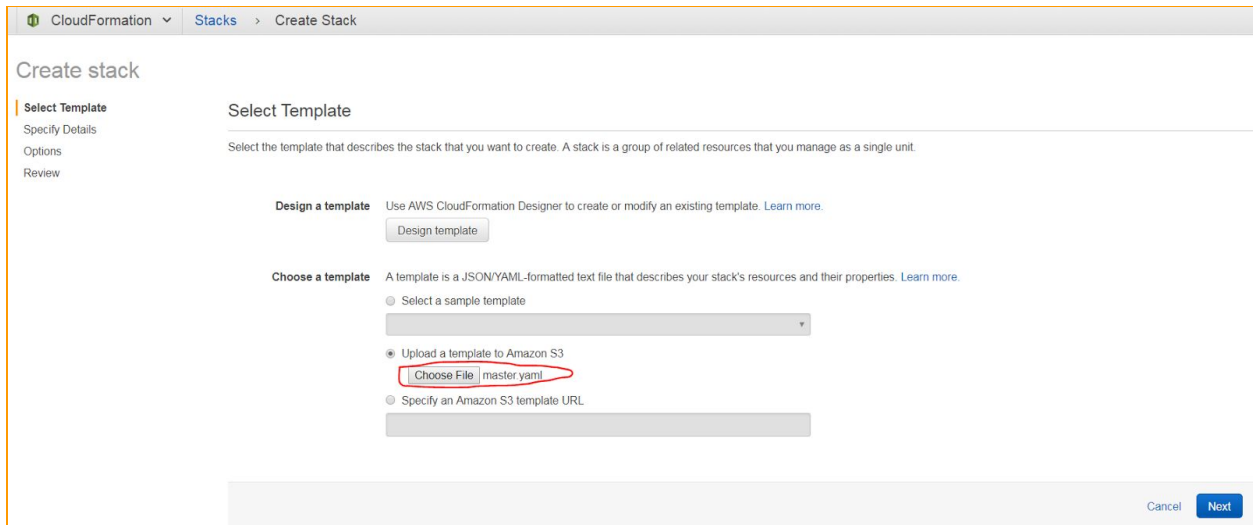 CloudFormation Stacks > Create Stack
Create stack
Select Template
Specify Details
Options
Review
Select Template
Select the template that describes the stack that you want to create. A stack is a group of related resources that you manage as a single unit.
Design a template Use AWS CloudFormation Designer to create or modify an existing template. Learn more.
Design template
Choose a template A template is a JSON/YAML-formatted text file that describes your stack's resources and their properties. Learn more.
Select a sample template
Upload a template to Amazon S3
Choose File master.yaml
Specify an Amazon S3 template URL
Cancel Next